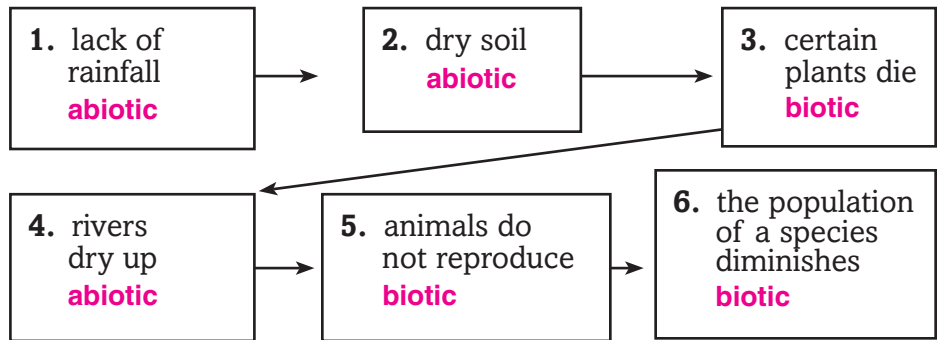 1. lack of
rainfall
abiotic
2. dry soil
abiotic
3. certain
plants die
biotic
4. rivers
dry up
abiotic
5. animals do
not reproduce
biotic
6. the population
of a species
diminishes
biotic